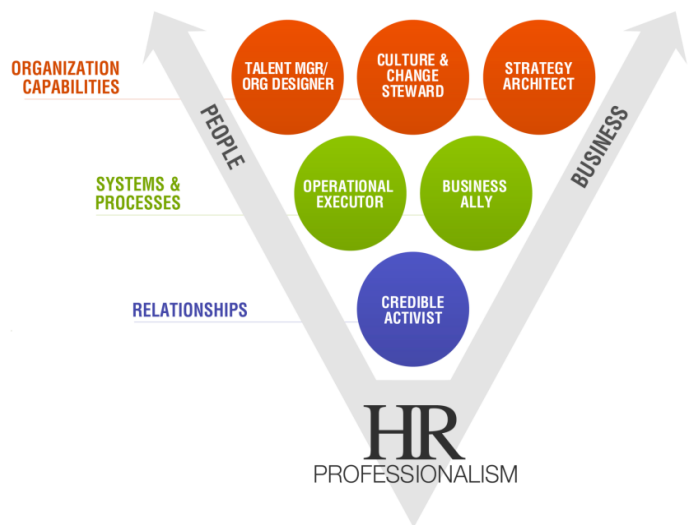 ORGANIZATION
CAPABILITIES
TALENT MGR/
ORG DESIGNER
CULTURE &
CHANGE
STEWARD
STRATEGY
ARCHITECT
PEOPLE
BUSINESS
SYSTEMS &
PROCESSES
OPERATIONAL
EXECUTOR
BUSINESS
ALLY
RELATIONSHIPS
CREDIBLE
ACTIVIST
HR
PROFESSIONALISM